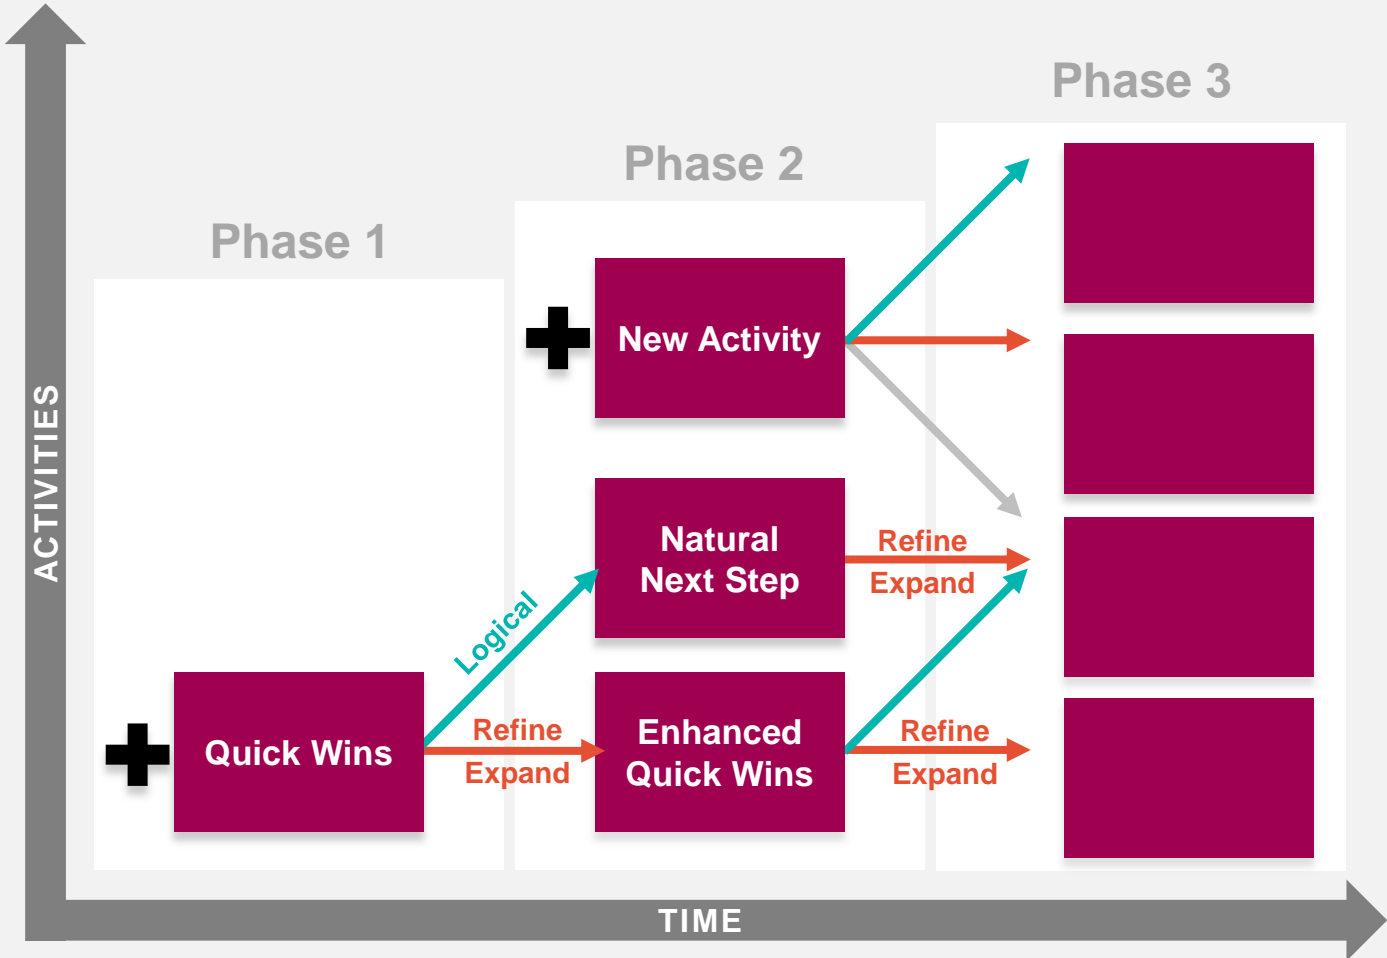 Phase 3
Phase 2
Phase 1
New Activity
Natural
Next Step
Refine
Expand
Logical
Quick Wins
Refine
Expand
Enhanced
Quick Wins
Refine
Expand
ACTIVITIES
TIME